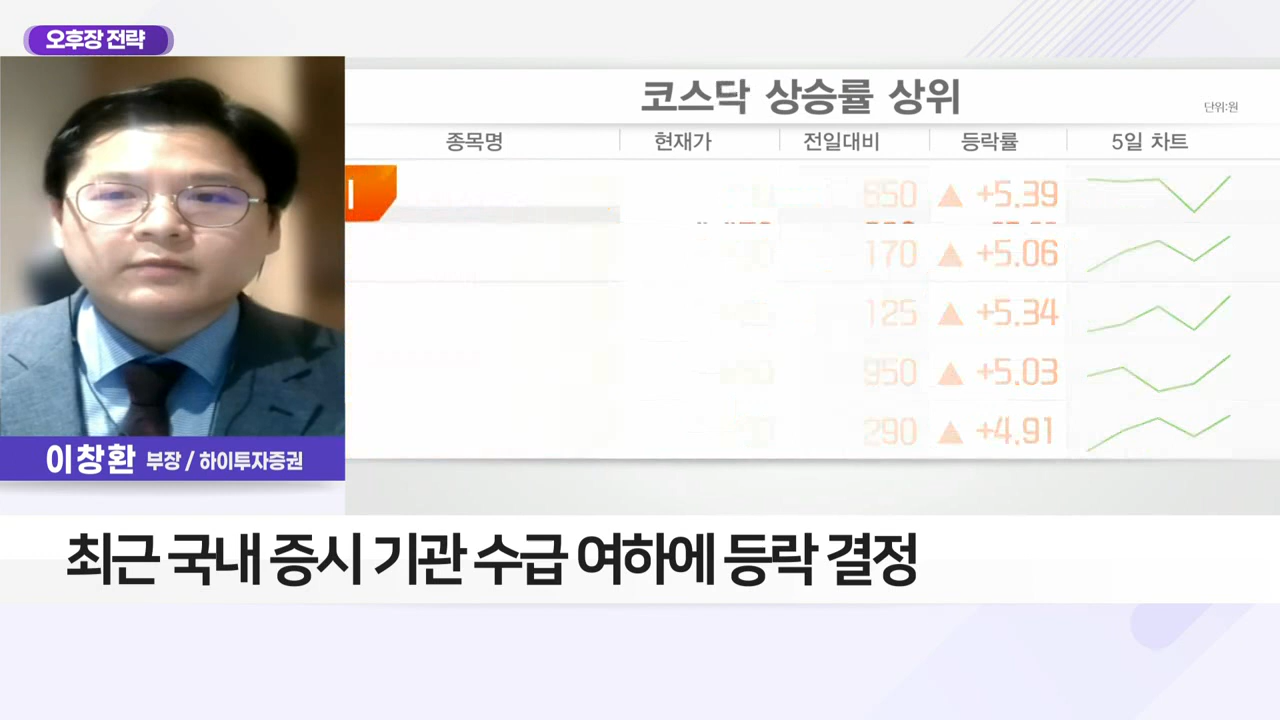 오후장 전략
코스닥 상승률 상위
단위:원
종목명 현재가 전일대비 등락률 5일 차트
650 ▲ +5.39
170 ▲ +5.06
125 ▲ +5.34
950 ▲ +5.03
290 ▲ +4.91
이창환 부장 / 하이투자증권
최근 국내 증시 기관 수급 여하에 등락 결정